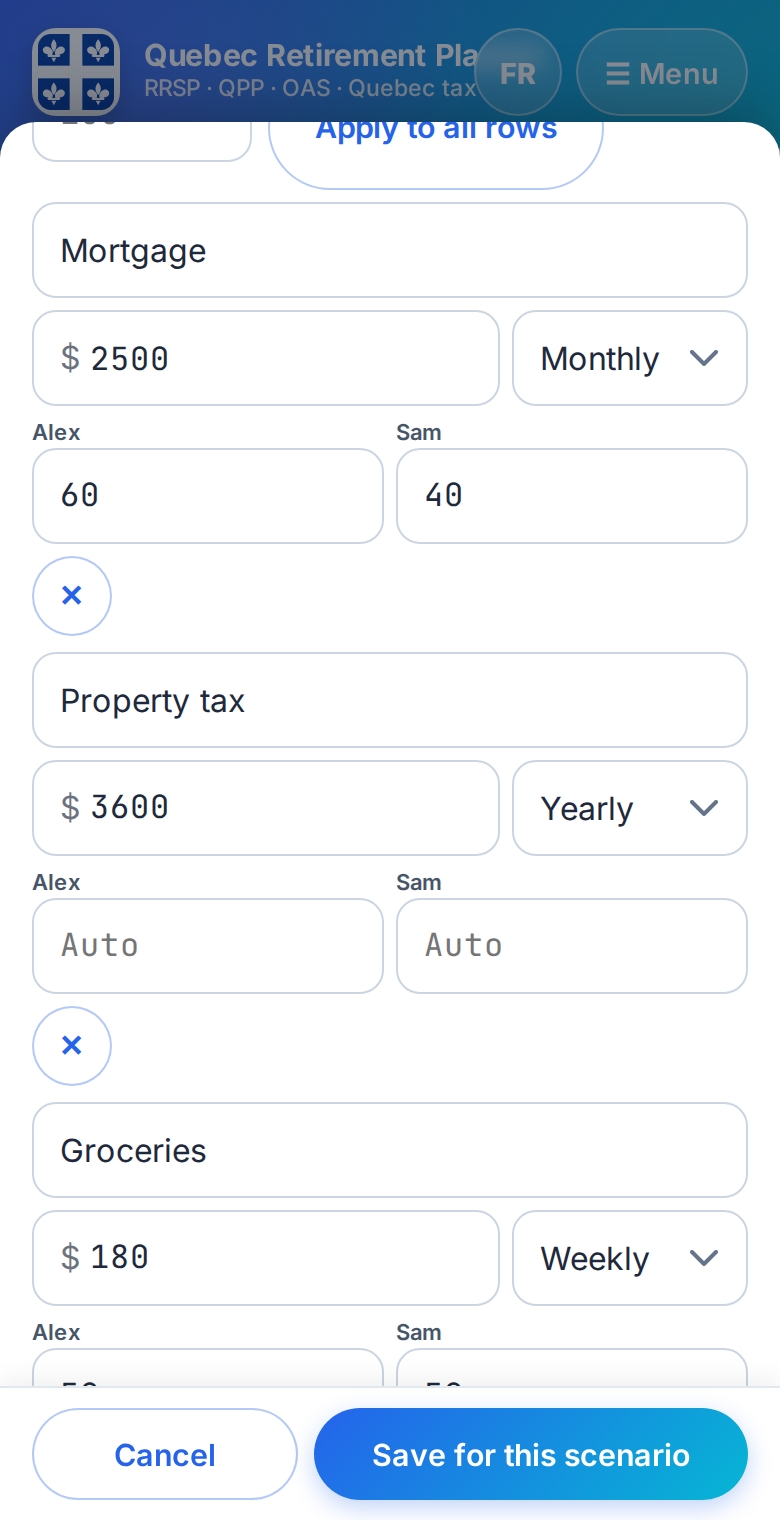 Quebec Retirement Pla
FR
☰ Menu
RRSP · QPP · OAS · Quebec tax
Apply to all rows
Mortgage
$ 2500
Monthly
Alex
Sam
60
40
✕
Property tax
$ 3600
Yearly
Alex
Sam
Auto
Auto
✕
Groceries
$ 180
Weekly
Alex
Sam
50
50
Cancel
Save for this scenario